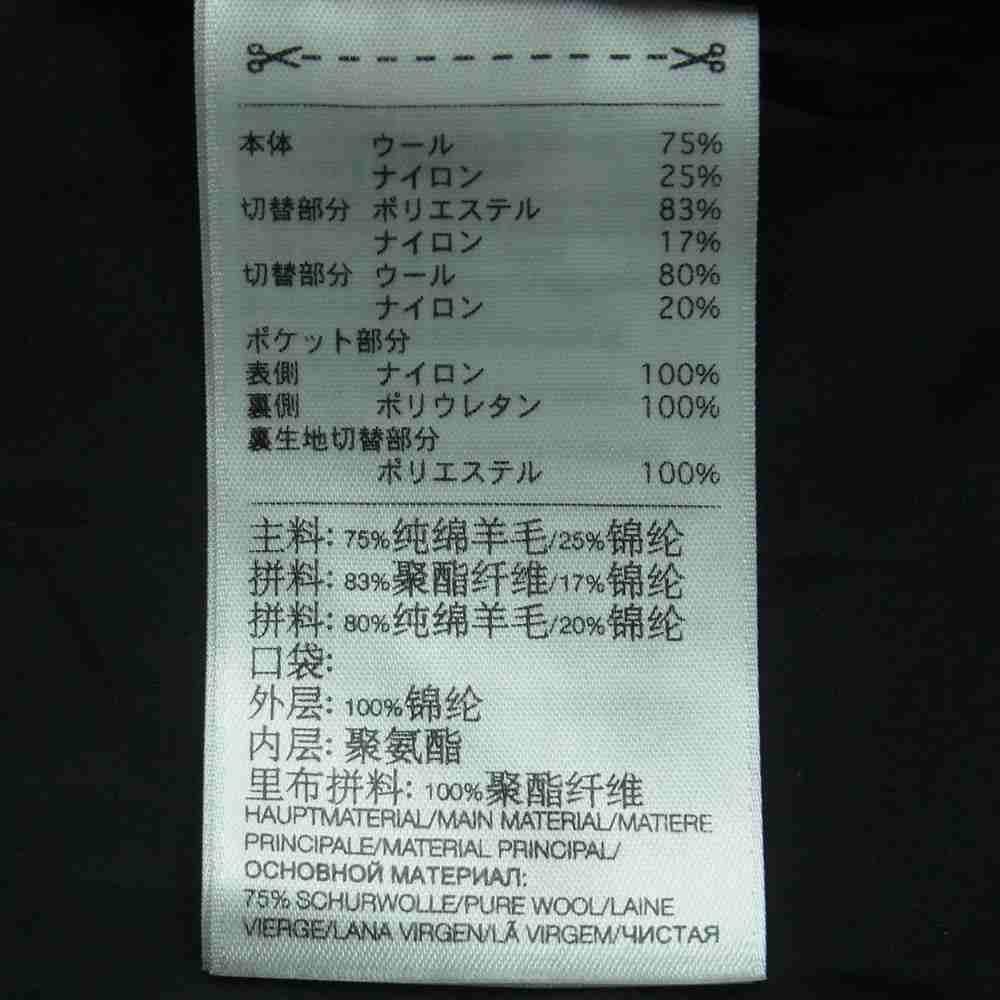 本体 ウール 75%
ナイロン 25%
切替部分 ポリエステル 83%
ナイロン 17%
切替部分 ウール 80%
ナイロン 20%
ポケット部分
表側 ナイロン 100%
裏側 ポリウレタン 100%
裏生地切替部分
ポリエステル 100%
主料: 75%纯绵羊毛/25%锦纶
拼料: 83%聚酯纤维/17%锦纶
拼料: 80%纯绵羊毛/20%锦纶
口袋:
外层: 100%锦纶
内层: 聚氨酯
里布拼料: 100%聚酯纤维
HAUPTMATERIAL/MAIN MATERIAL/MATIERE
PRINCIPALE/MATERIAL PRINCIPAL/
ОСНОВНОЙ МАТЕРИАЛ:
75% SCHURWOLLE/PURE WOOL/LAINE
VIERGE/LANA VIRGEN/LÃ VIRGEM/ЧИСТАЯ